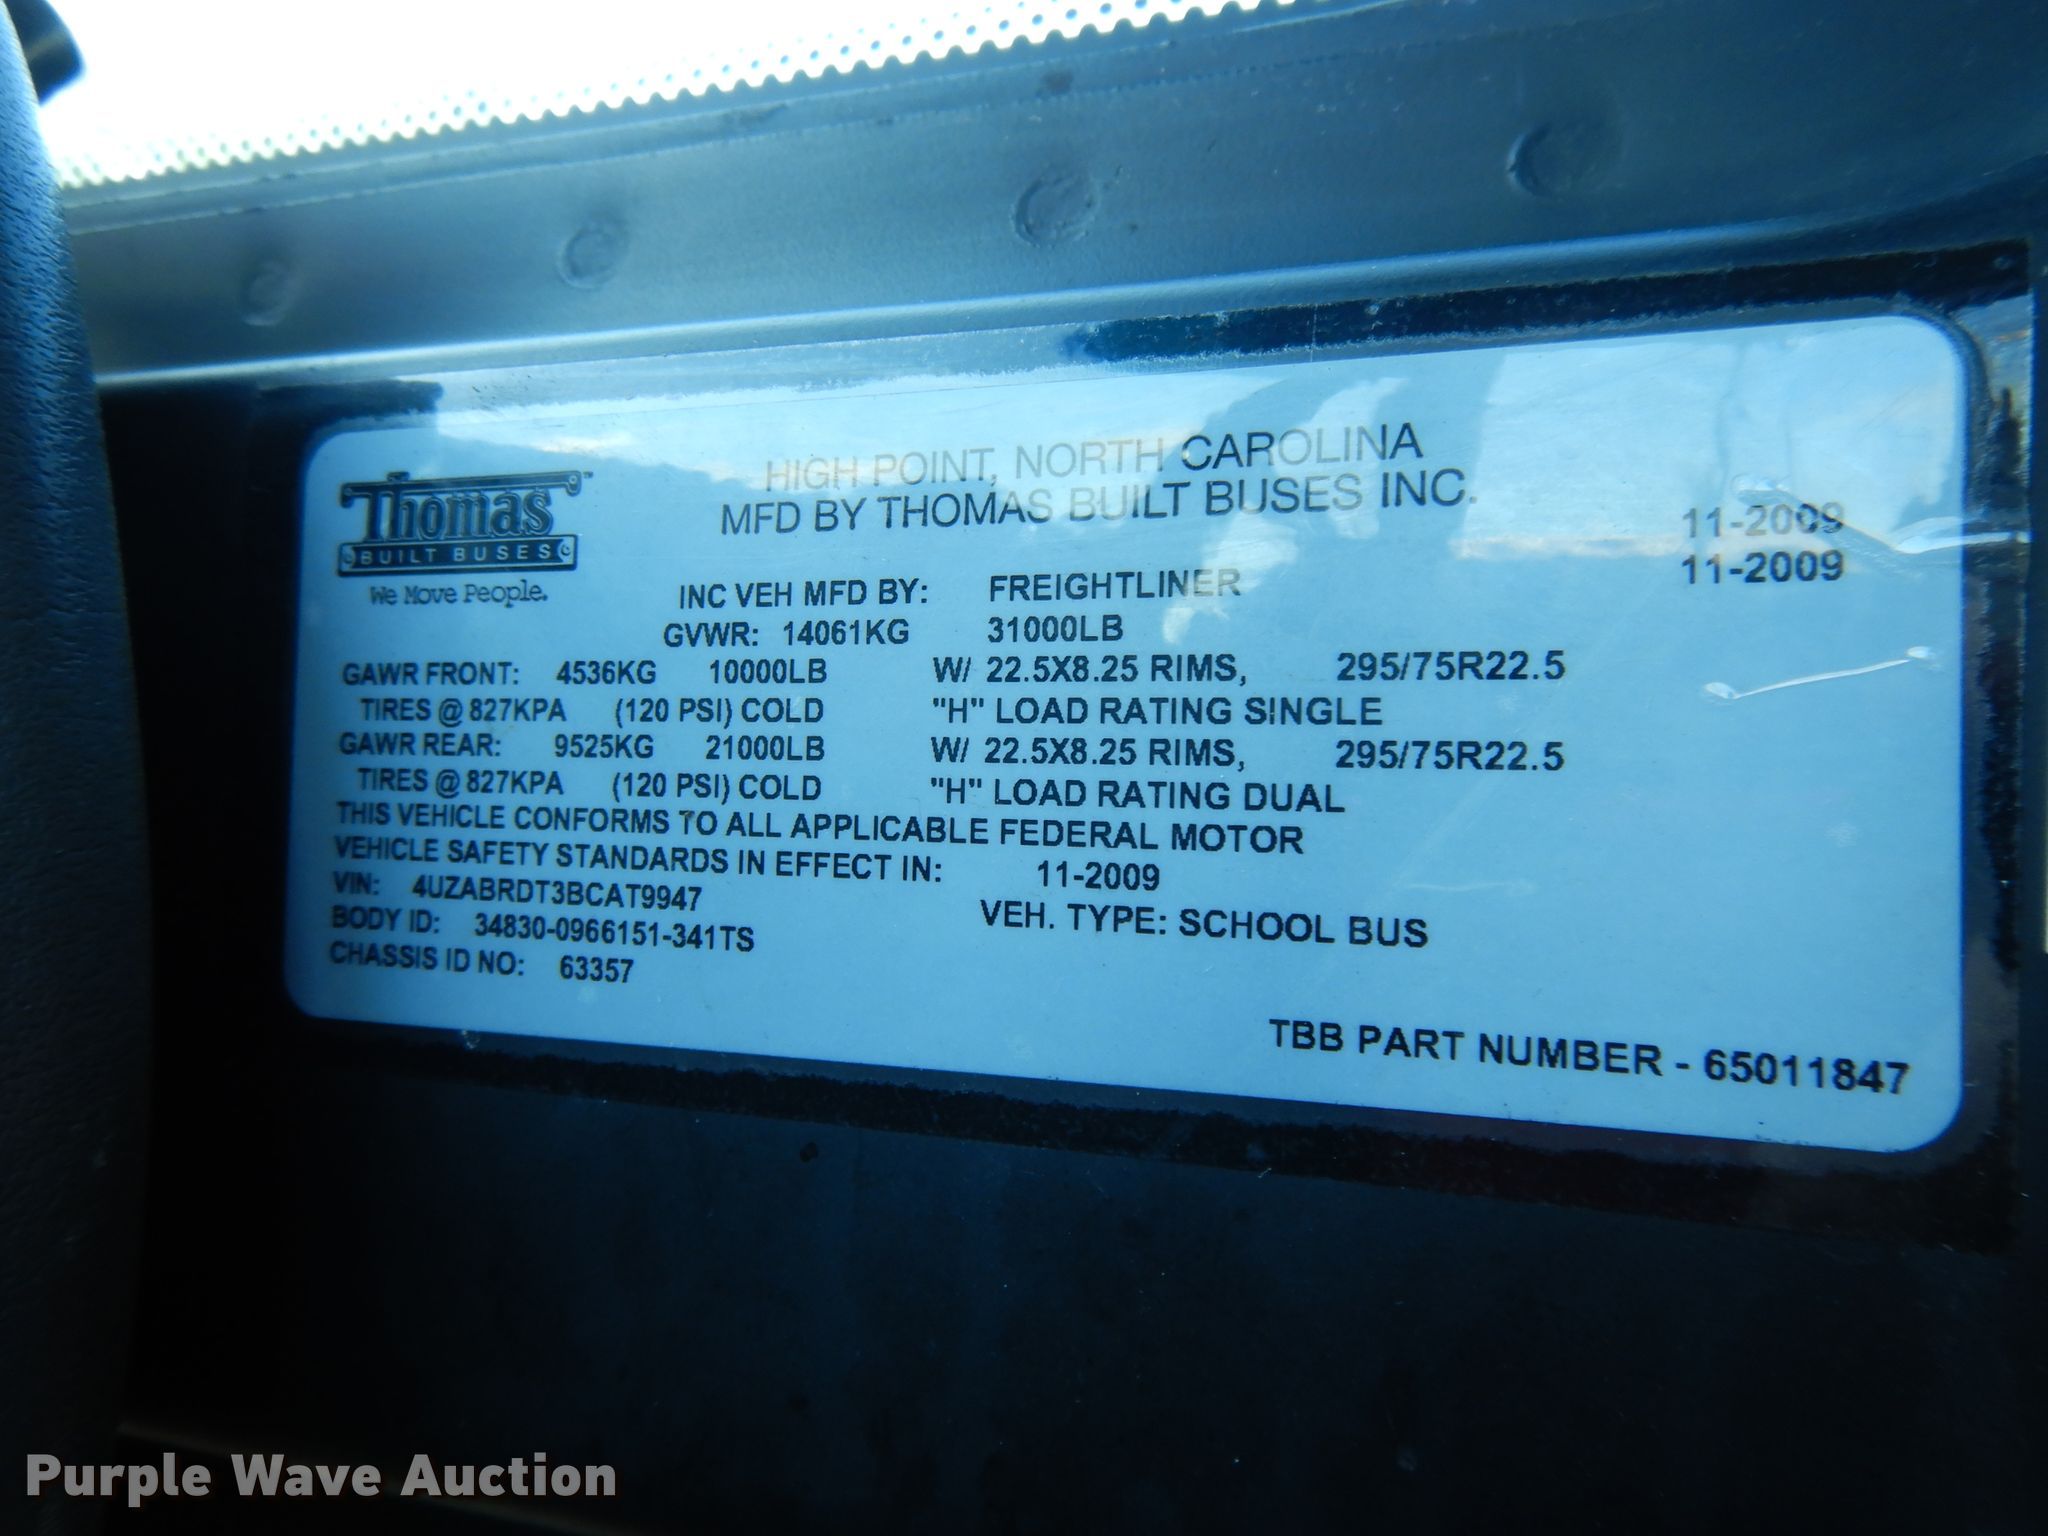 Thomas™
BUILT BUSES
We Move People.
HIGH POINT, NORTH CAROLINA
MFD BY THOMAS BUILT BUSES INC. 11-2009
INC VEH MFD BY: FREIGHTLINER 11-2009
GVWR: 14061KG 31000LB
GAWR FRONT: 4536KG 10000LB W/ 22.5X8.25 RIMS, 295/75R22.5
TIRES @ 827KPA (120 PSI) COLD "H" LOAD RATING SINGLE
GAWR REAR: 9525KG 21000LB W/ 22.5X8.25 RIMS, 295/75R22.5
TIRES @ 827KPA (120 PSI) COLD "H" LOAD RATING DUAL
THIS VEHICLE CONFORMS TO ALL APPLICABLE FEDERAL MOTOR
VEHICLE SAFETY STANDARDS IN EFFECT IN: 11-2009
VIN: 4UZABRDT3BCAT9947
VEH. TYPE: SCHOOL BUS
BODY ID: 34830-0966151-341TS
CHASSIS ID NO: 63357
TBB PART NUMBER - 65011847
Purple Wave Auction